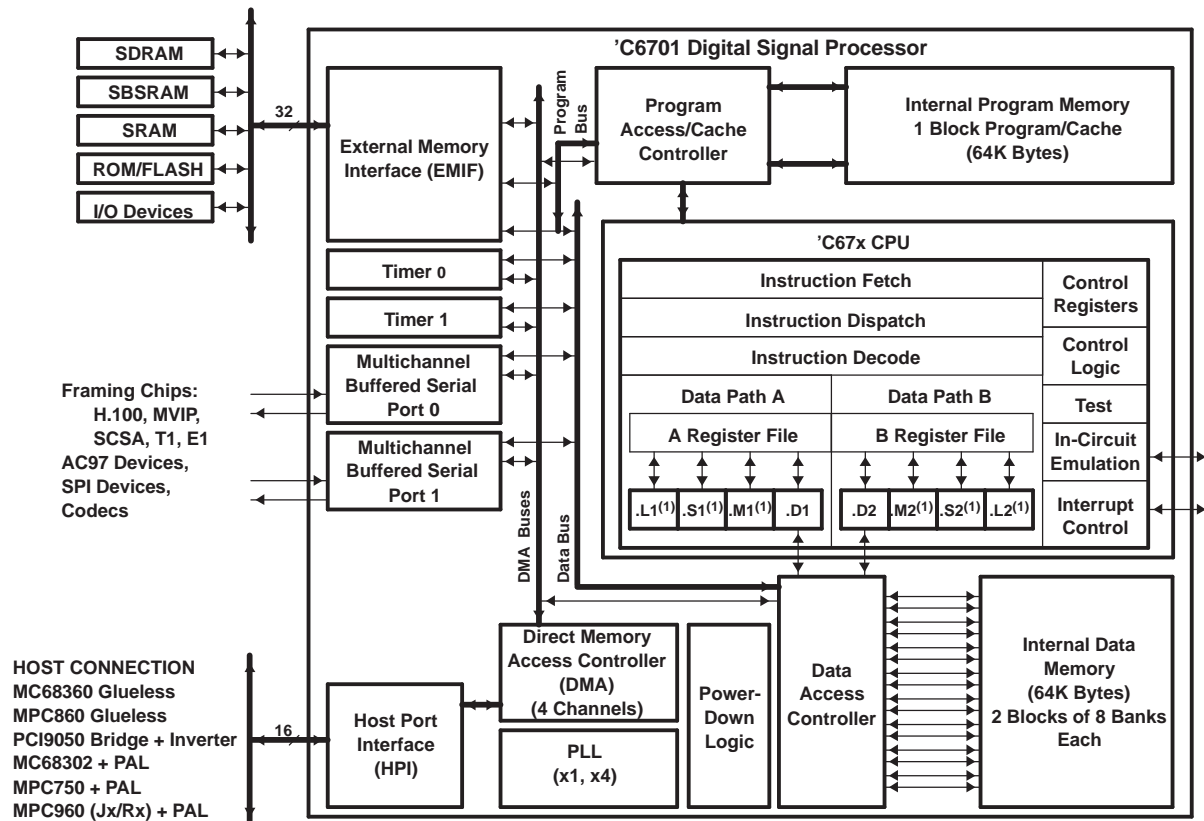 ’C6701 Digital Signal Processor
SDRAM
SBSRAM
SRAM
ROM/FLASH
I/O Devices
32
External Memory
Interface (EMIF)
Program
Bus
Program
Access/Cache
Controller
Internal Program Memory
1 Block Program/Cache
(64K Bytes)
Timer 0
Timer 1
Multichannel
Buffered Serial
Port 0
Multichannel
Buffered Serial
Port 1
Framing Chips:
H.100, MVIP,
SCSA, T1, E1
AC97 Devices,
SPI Devices,
Codecs
DMA Buses
Data Bus
’C67x CPU
Instruction Fetch
Instruction Dispatch
Instruction Decode
Data Path A
Data Path B
A Register File
B Register File
.L1(1) .S1(1) .M1(1) .D1
.D2 .M2(1) .S2(1) .L2(1)
Control
Registers
Control
Logic
Test
In-Circuit
Emulation
Interrupt
Control
HOST CONNECTION
MC68360 Glueless
MPC860 Glueless
PCI9050 Bridge + Inverter
MC68302 + PAL
MPC750 + PAL
MPC960 (Jx/Rx) + PAL
16
Host Port
Interface
(HPI)
Direct Memory
Access Controller
(DMA)
(4 Channels)
PLL
(x1, x4)
Power-
Down
Logic
Data
Access
Controller
Internal Data
Memory
(64K Bytes)
2 Blocks of 8 Banks
Each